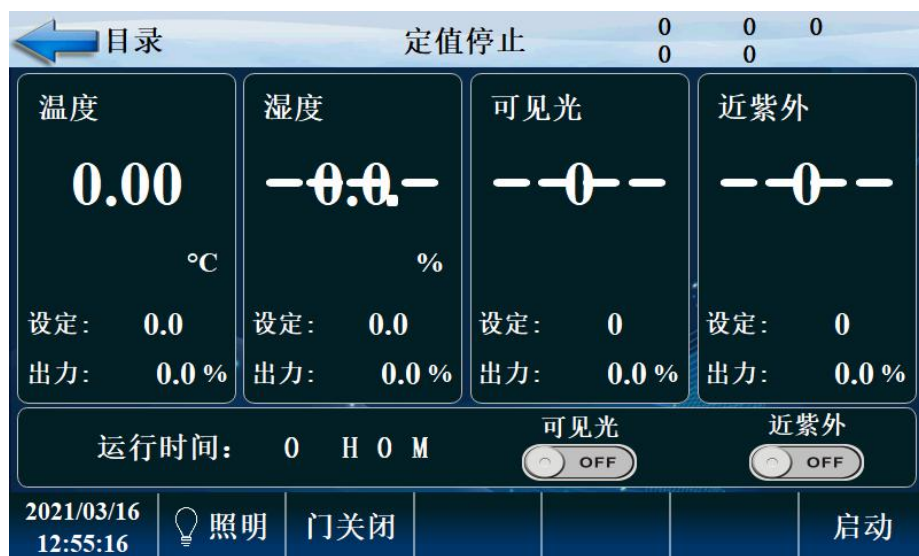 目录 定值停止 0 0 0
0 0
温度 湿度 可见光 近紫外
0.00 --0.0.-- --0-- --0--
°C %
设定: 0.0 设定: 0.0 设定: 0 设定: 0
出力: 0.0 % 出力: 0.0 % 出力: 0.0 % 出力: 0.0 %
可见光 近紫外
运行时间: 0 H 0 M OFF OFF
2021/03/16
12:55:16 照明 门关闭 启动